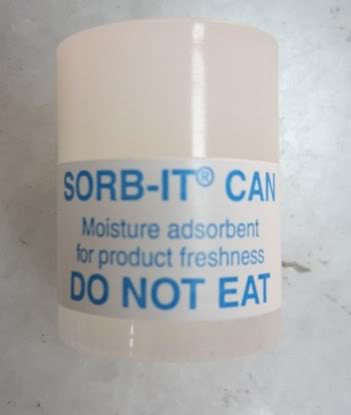 SORB-IT® CAN
Moisture adsorbent
for product freshness
DO NOT EAT